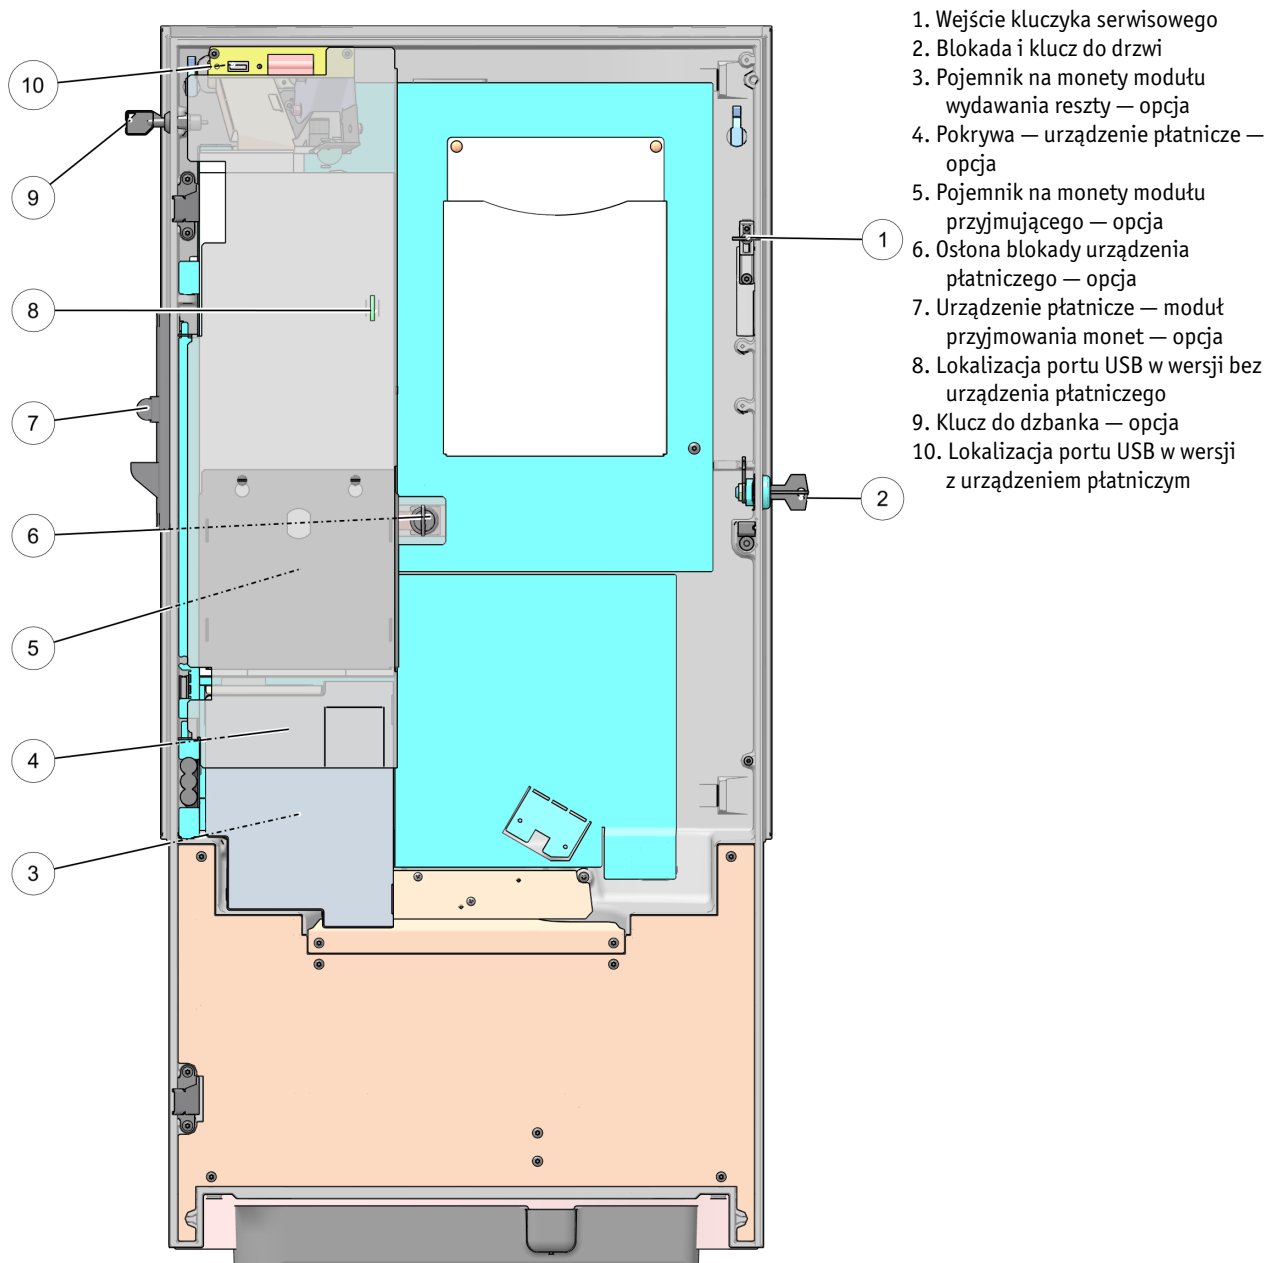 1. Wejście kluczyka serwisowego
2. Blokada i klucz do drzwi
3. Pojemnik na monety modułu
wydawania reszty — opcja
4. Pokrywa — urządzenie płatnicze —
opcja
5. Pojemnik na monety modułu
przyjmującego — opcja
6. Osłona blokady urządzenia
płatniczego — opcja
7. Urządzenie płatnicze — moduł
przyjmowania monet — opcja
8. Lokalizacja portu USB w wersji bez
urządzenia płatniczego
9. Klucz do dzbanka — opcja
10. Lokalizacja portu USB w wersji
z urządzeniem płatniczym
10
9
8
7
6
5
4
3
1
2